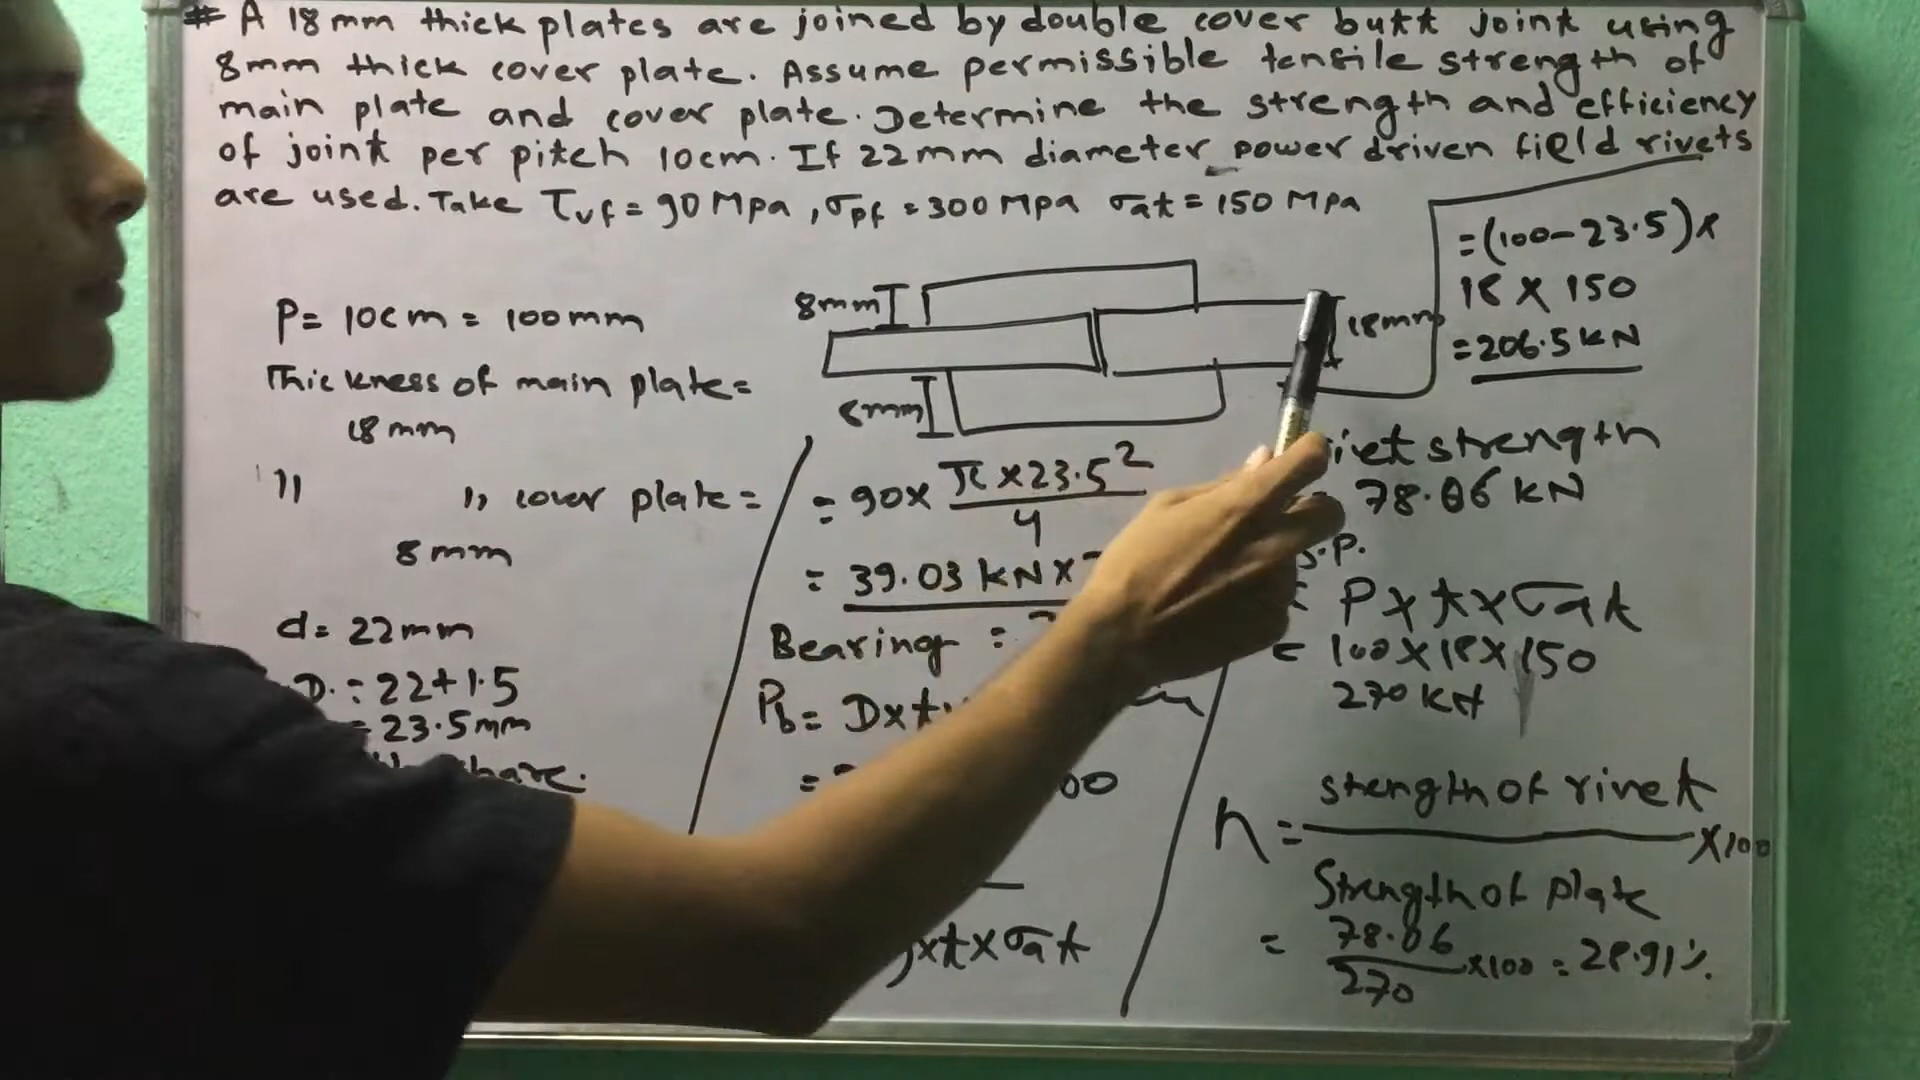 # A 18mm thick plates are joined by double cover butt joint using
8mm thick cover plate. Assume permissible tensile strength of
main plate and cover plate. Determine the strength and efficiency
of joint per pitch 10cm. If 22mm diameter power driven field rivets
are used. Take τvf = 90 Mpa, σpf = 300 Mpa σat = 150 MPa
P = 10cm = 100mm
Thickness of main plate =
18mm
" " cover plate =
8mm
d = 22mm
D. = 22+1.5
= 23.5mm
8mm
18mm
8mm
= 90 × π×23.5²
4
= 39.03 kN ×
Bearing =
Pb = D×t
=
00
×t×σat
= (100-23.5)×
18 × 150
= 206.5 kN
strength
78.06 kN
S.P.
= P×t×σat
= 100×18×150
270 kN
η = strength of rivet ×100
Strength of plate
= 78.06 ×100 = 28.91%
270